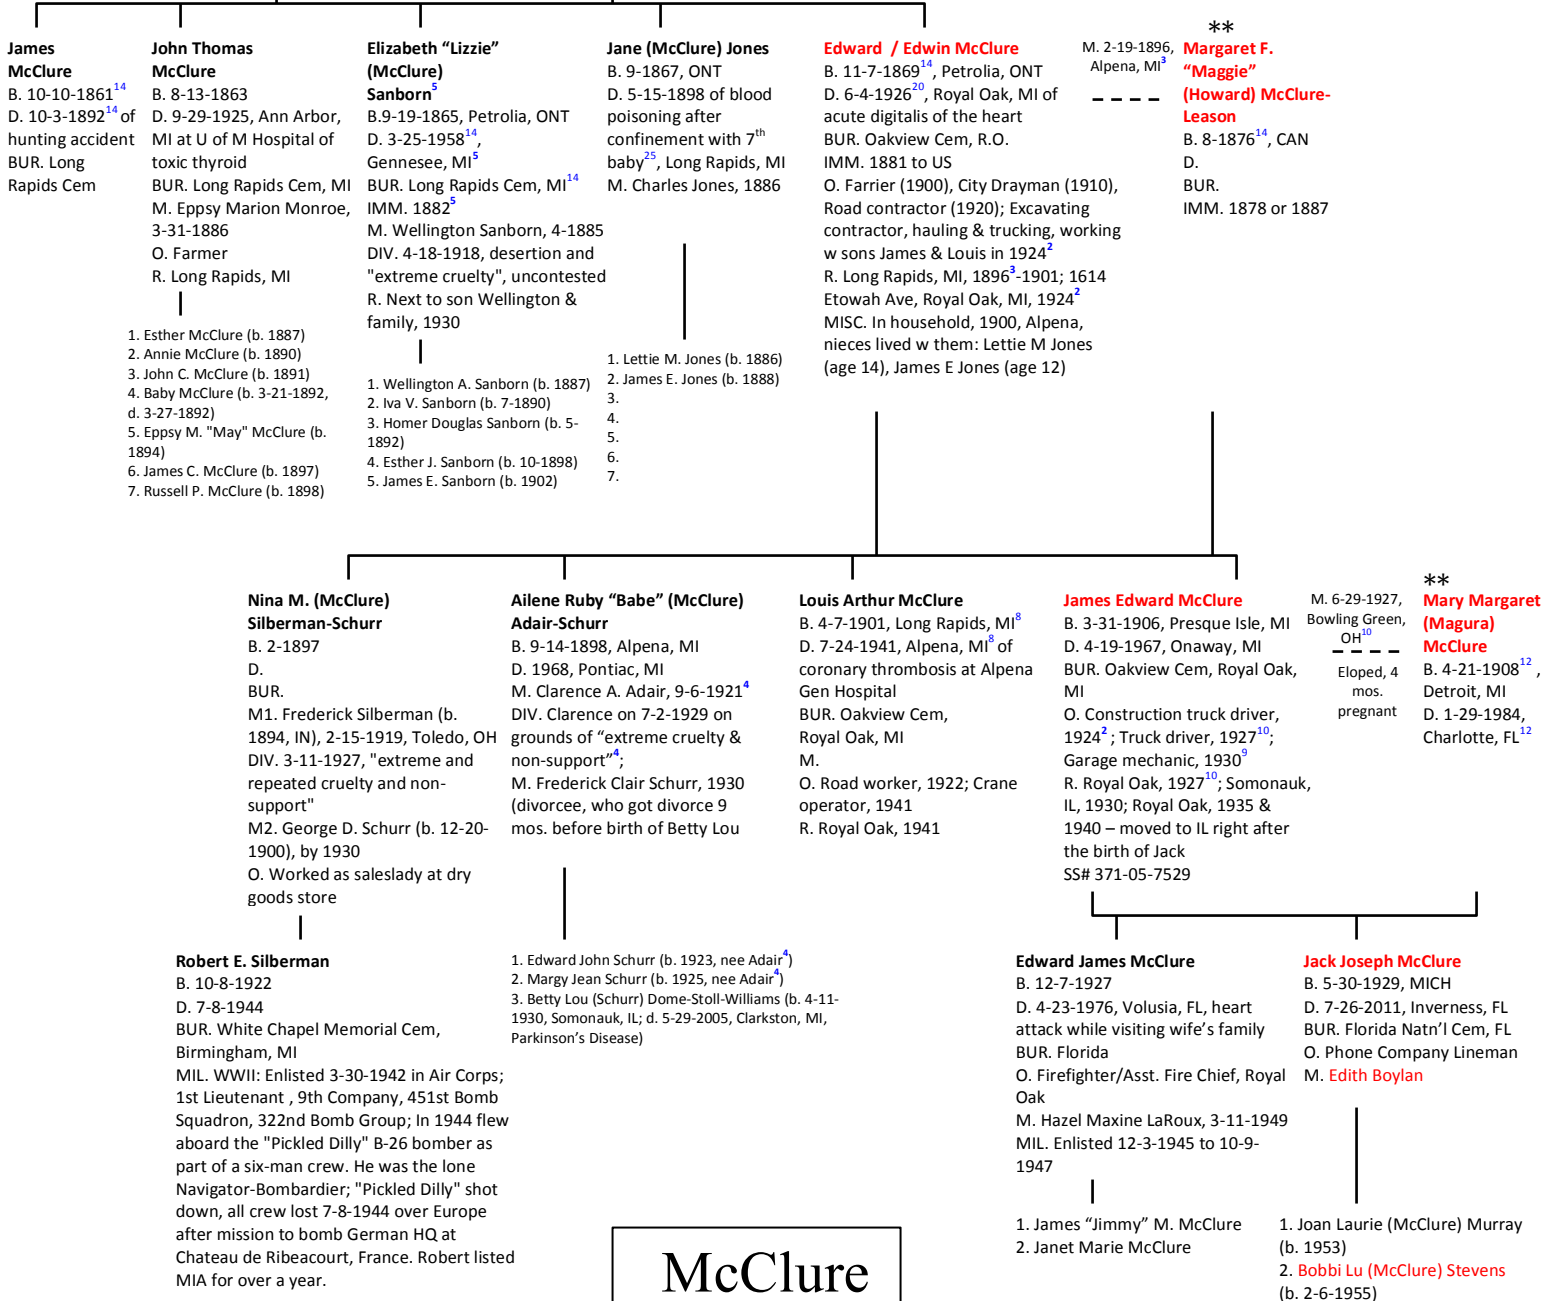 James
McClure
B. 10-10-186114
D. 10-3-189214 of
hunting accident
BUR. Long
Rapids Cem
John Thomas
McClure
B. 8-13-1863
D. 9-29-1925, Ann Arbor,
MI at U of M Hospital of
toxic thyroid
BUR. Long Rapids Cem, MI
M. Eppsy Marion Monroe,
3-31-1886
O. Farmer
R. Long Rapids, MI
1. Esther McClure (b. 1887)
2. Annie McClure (b. 1890)
3. John C. McClure (b. 1891)
4. Baby McClure (b. 3-21-1892,
d. 3-27-1892)
5. Eppsy M. "May" McClure (b.
1894)
6. James C. McClure (b. 1897)
7. Russell P. McClure (b. 1898)
Elizabeth “Lizzie”
(McClure)
Sanborn5
B.9-19-1865, Petrolia, ONT
D. 3-25-195814,
Gennesee, MI5
BUR. Long Rapids Cem, MI14
IMM. 18825
M. Wellington Sanborn, 4-1885
DIV. 4-18-1918, desertion and
"extreme cruelty", uncontested
R. Next to son Wellington &
family, 1930
1. Wellington A. Sanborn (b. 1887)
2. Iva V. Sanborn (b. 7-1890)
3. Homer Douglas Sanborn (b. 5-
1892)
4. Esther J. Sanborn (b. 10-1898)
5. James E. Sanborn (b. 1902)
Jane (McClure) Jones
B. 9-1867, ONT
D. 5-15-1898 of blood
poisoning after
confinement with 7th
baby25, Long Rapids, MI
M. Charles Jones, 1886
1. Lettie M. Jones (b. 1886)
2. James E. Jones (b. 1888)
3.
4.
5.
6.
7.
Edward / Edwin McClure
B. 11-7-186914, Petrolia, ONT
D. 6-4-192620, Royal Oak, MI of
acute digitalis of the heart
BUR. Oakview Cem, R.O.
IMM. 1881 to US
O. Farrier (1900), City Drayman (1910),
Road contractor (1920); Excavating
contractor, hauling & trucking, working
w sons James & Louis in 19242
R. Long Rapids, MI, 18963-1901; 1614
Etowah Ave, Royal Oak, MI, 19242
MISC. In household, 1900, Alpena,
nieces lived w them: Lettie M Jones
(age 14), James E Jones (age 12)
M. 2-19-1896,
Alpena, MI3
**
Margaret F.
“Maggie”
(Howard) McClure-
Leason
B. 8-187614, CAN
D.
BUR.
IMM. 1878 or 1887
Nina M. (McClure)
Silberman-Schurr
B. 2-1897
D.
BUR.
M1. Frederick Silberman (b.
1894, IN), 2-15-1919, Toledo, OH
DIV. 3-11-1927, "extreme and
repeated cruelty and non-
support"
M2. George D. Schurr (b. 12-20-
1900), by 1930
O. Worked as saleslady at dry
goods store
Ailene Ruby “Babe” (McClure)
Adair-Schurr
B. 9-14-1898, Alpena, MI
D. 1968, Pontiac, MI
M. Clarence A. Adair, 9-6-19214
DIV. Clarence on 7-2-1929 on
grounds of “extreme cruelty &
non-support”4;
M. Frederick Clair Schurr, 1930
(divorcee, who got divorce 9
mos. before birth of Betty Lou
Louis Arthur McClure
B. 4-7-1901, Long Rapids, MI8
D. 7-24-1941, Alpena, MI8 of
coronary thrombosis at Alpena
Gen Hospital
BUR. Oakview Cem,
Royal Oak, MI
M.
O. Road worker, 1922; Crane
operator, 1941
R. Royal Oak, 1941
James Edward McClure
B. 3-31-1906, Presque Isle, MI
D. 4-19-1967, Onaway, MI
BUR. Oakview Cem, Royal Oak,
MI
O. Construction truck driver,
19242 ; Truck driver, 192710;
Garage mechanic, 19309
R. Royal Oak, 192710; Somonauk,
IL, 1930; Royal Oak, 1935 &
1940 – moved to IL right after
the birth of Jack
SS# 371-05-7529
M. 6-29-1927,
Bowling Green,
OH10
Eloped, 4
mos.
pregnant
**
Mary Margaret
(Magura)
McClure
B. 4-21-190812 ,
Detroit, MI
D. 1-29-1984,
Charlotte, FL12
Robert E. Silberman
B. 10-8-1922
D. 7-8-1944
BUR. White Chapel Memorial Cem,
Birmingham, MI
MIL. WWII: Enlisted 3-30-1942 in Air Corps;
1st Lieutenant , 9th Company, 451st Bomb
Squadron, 322nd Bomb Group; In 1944 flew
aboard the "Pickled Dilly" B-26 bomber as
part of a six-man crew. He was the lone
Navigator-Bombardier; "Pickled Dilly" shot
down, all crew lost 7-8-1944 over Europe
after mission to bomb German HQ at
Chateau de Ribeacourt, France. Robert listed
MIA for over a year.
1. Edward John Schurr (b. 1923, nee Adair4)
2. Margy Jean Schurr (b. 1925, nee Adair4)
3. Betty Lou (Schurr) Dome-Stoll-Williams (b. 4-11-
1930, Somonauk, IL; d. 5-29-2005, Clarkston, MI,
Parkinson’s Disease)
Edward James McClure
B. 12-7-1927
D. 4-23-1976, Volusia, FL, heart
attack while visiting wife’s family
BUR. Florida
O. Firefighter/Asst. Fire Chief, Royal
Oak
M. Hazel Maxine LaRoux, 3-11-1949
MIL. Enlisted 12-3-1945 to 10-9-
1947
1. James “Jimmy” M. McClure
2. Janet Marie McClure
Jack Joseph McClure
B. 5-30-1929, MICH
D. 7-26-2011, Inverness, FL
BUR. Florida Natn’l Cem, FL
O. Phone Company Lineman
M. Edith Boylan
1. Joan Laurie (McClure) Murray
(b. 1953)
2. Bobbi Lu (McClure) Stevens
(b. 2-6-1955)
McClure